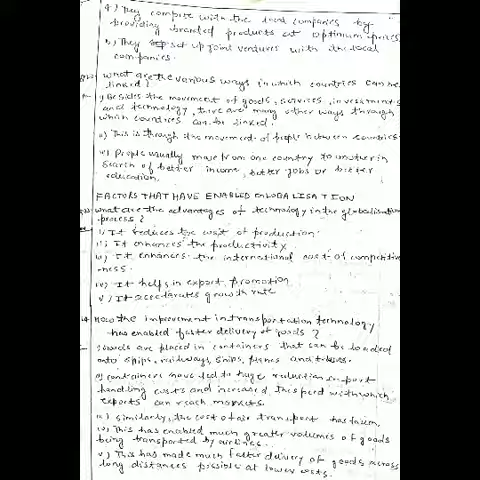 a) They compete with the local companies by
providing branded products at optimum prices
b) They set up joint ventures with the local
companies.
What are the various ways in which countries can be
linked?
i) Besides the movement of goods, services, investments
and technology, there are many other ways through
which countries can be linked.
ii) This is through the movement of people between countries
iii) People usually move from one country to another in
search of better income, better jobs or better
education.
FACTORS THAT HAVE ENABLED GLOBALISATION
What are the advantages of technology in the globalisation
process?
i) It reduces the cost of production.
ii) It enhances the productivity.
iii) It enhances the international cost of competitive
ness.
iv) It helps in export promotion
v) It accelerates growth rate
How the improvement in transportation technology
has enabled faster delivery of goods?
i) Goods are placed in containers that can be loaded
onto ships, railways, ships, planes and
ii) containers have led to huge reduction in port
handling costs and increased the speed with which
exports can reach markets.
iii) Similarly, the cost of air transport has fallen.
iv) This has enabled much greater volumes of goods
being transported by airlines.
v) This has made much faster delivery of goods across
long distances possible at lower costs.